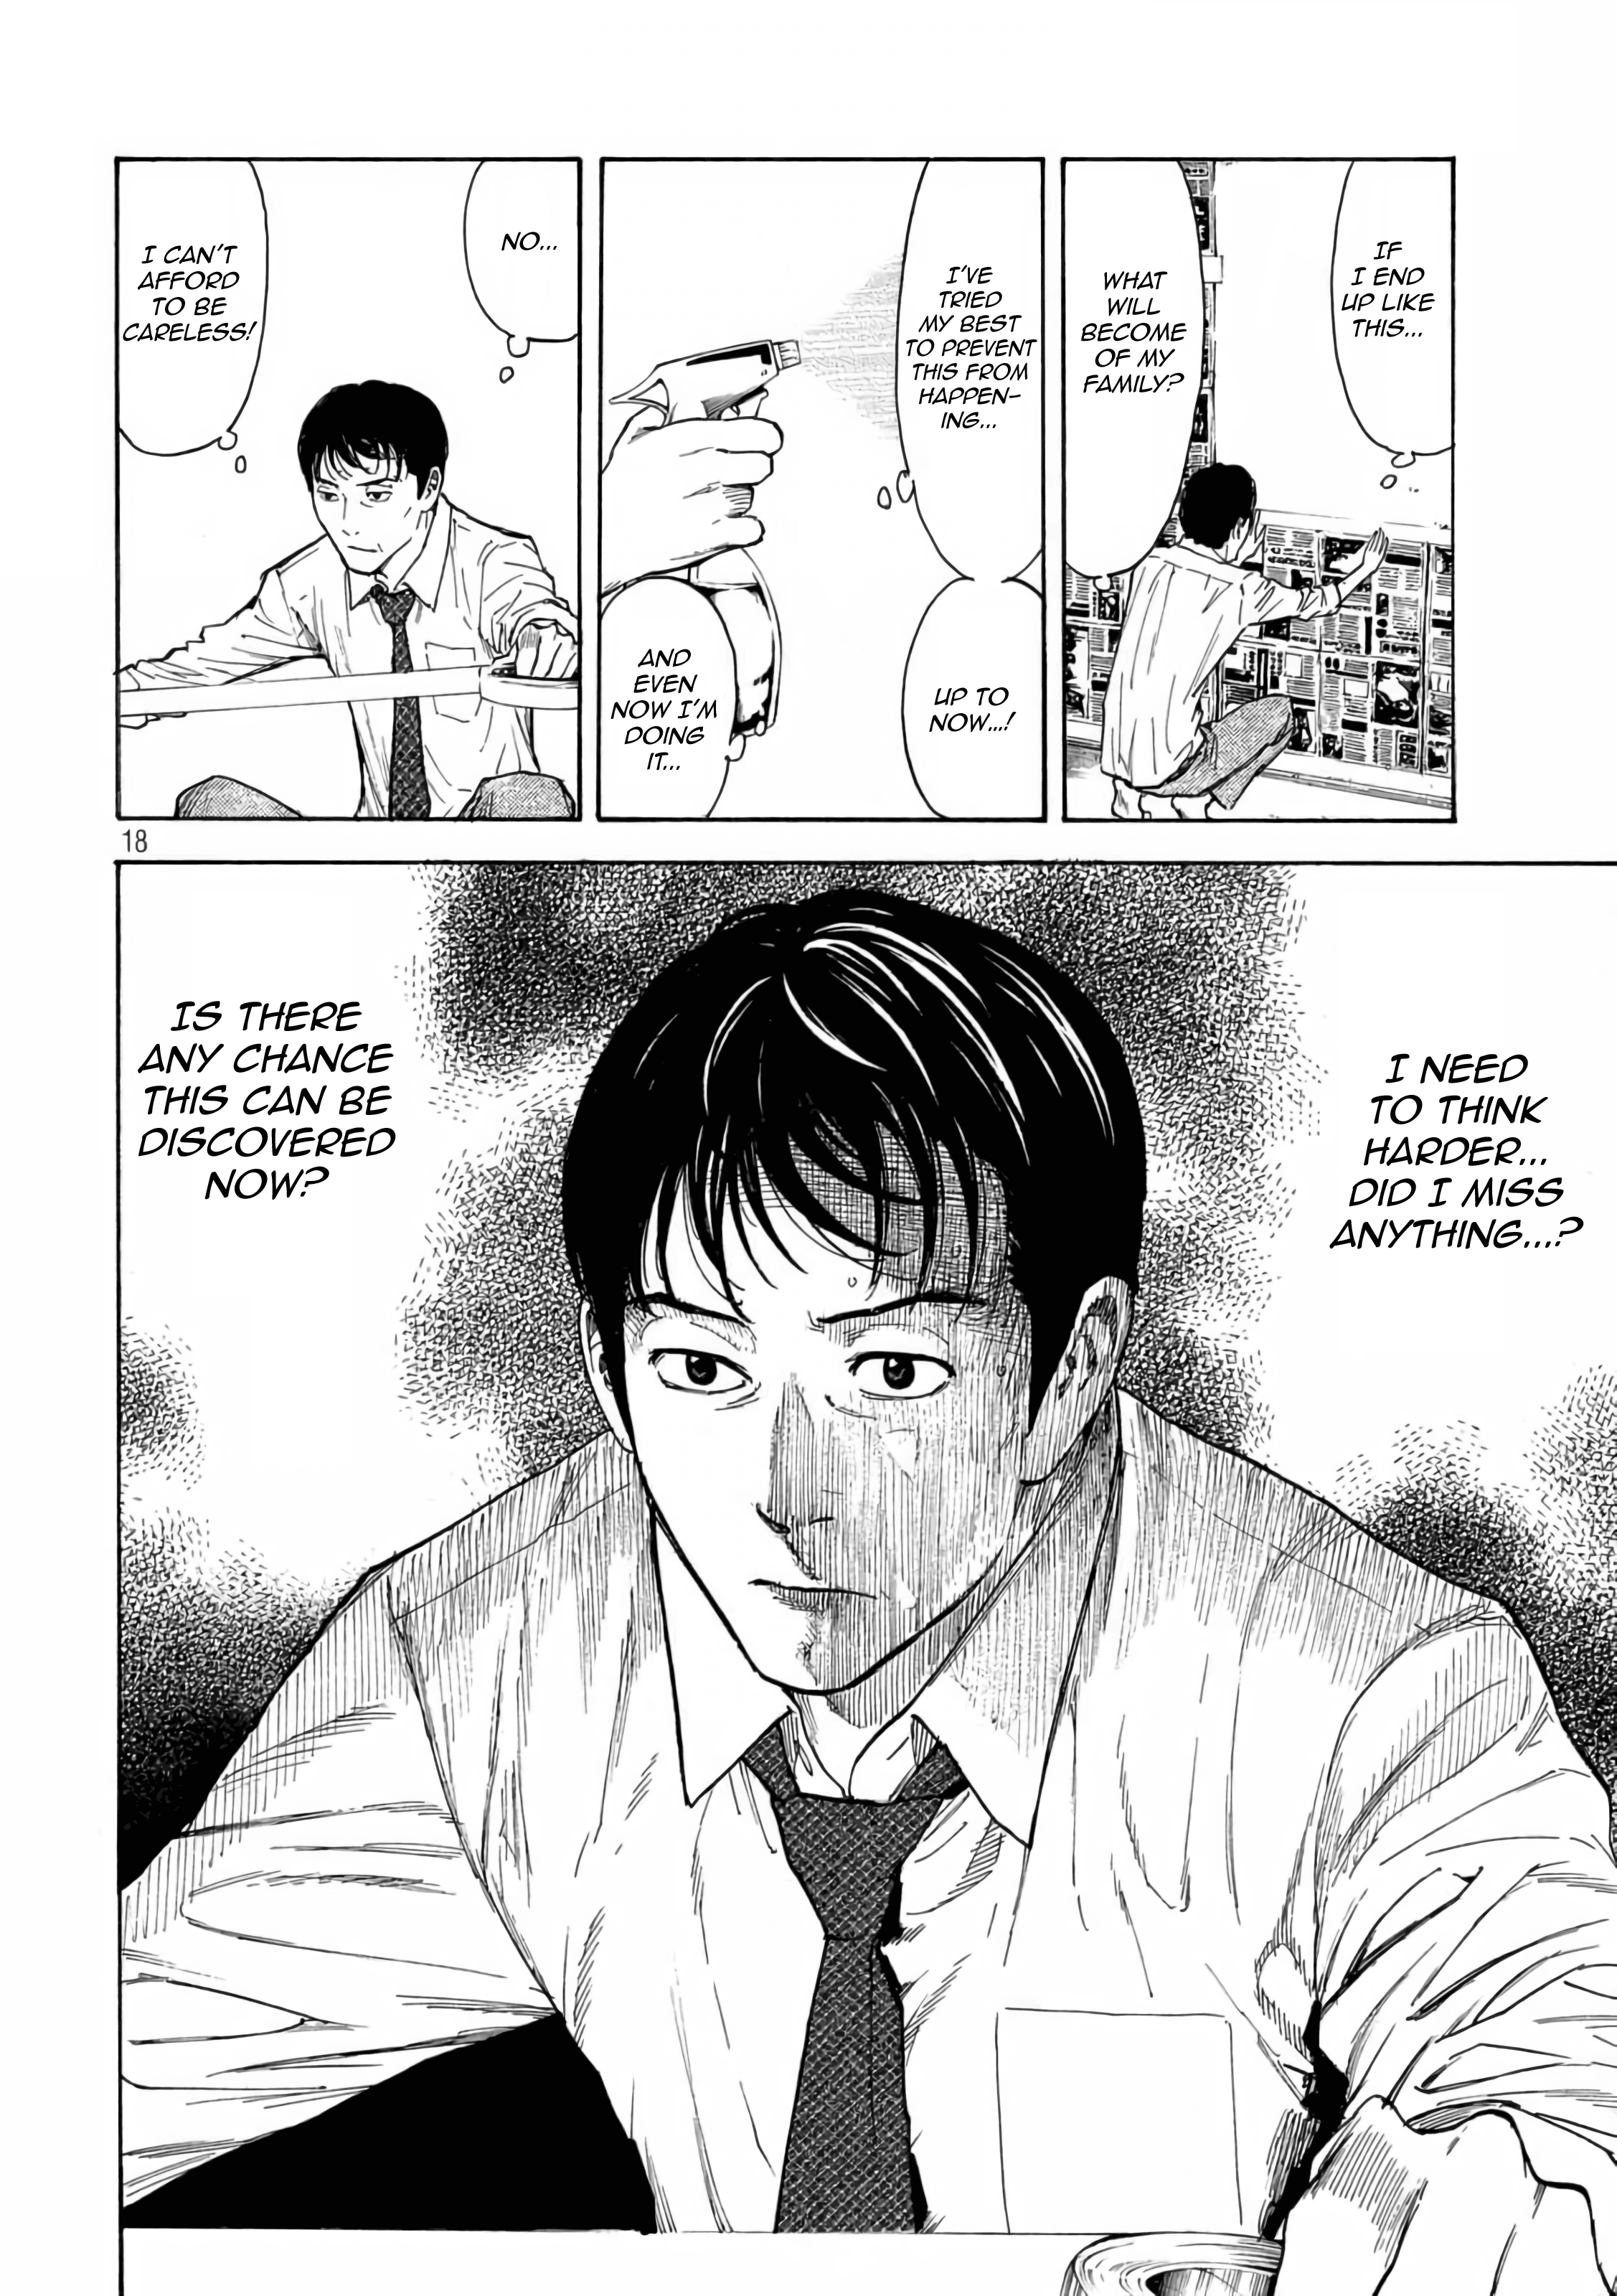 IF
I END
UP LIKE
THIS...
WHAT
WILL
BECOME
OF MY
FAMILY?
I'VE
TRIED
MY BEST
TO PREVENT
THIS FROM
HAPPEN-
ING...
UP TO
NOW...!
AND
EVEN
NOW I'M
DOING
IT...
NO...
I CAN'T
AFFORD
TO BE
CARELESS!
18
I NEED
TO THINK
HARDER...
DID I MISS
ANYTHING...?
IS THERE
ANY CHANCE
THIS CAN BE
DISCOVERED
NOW?